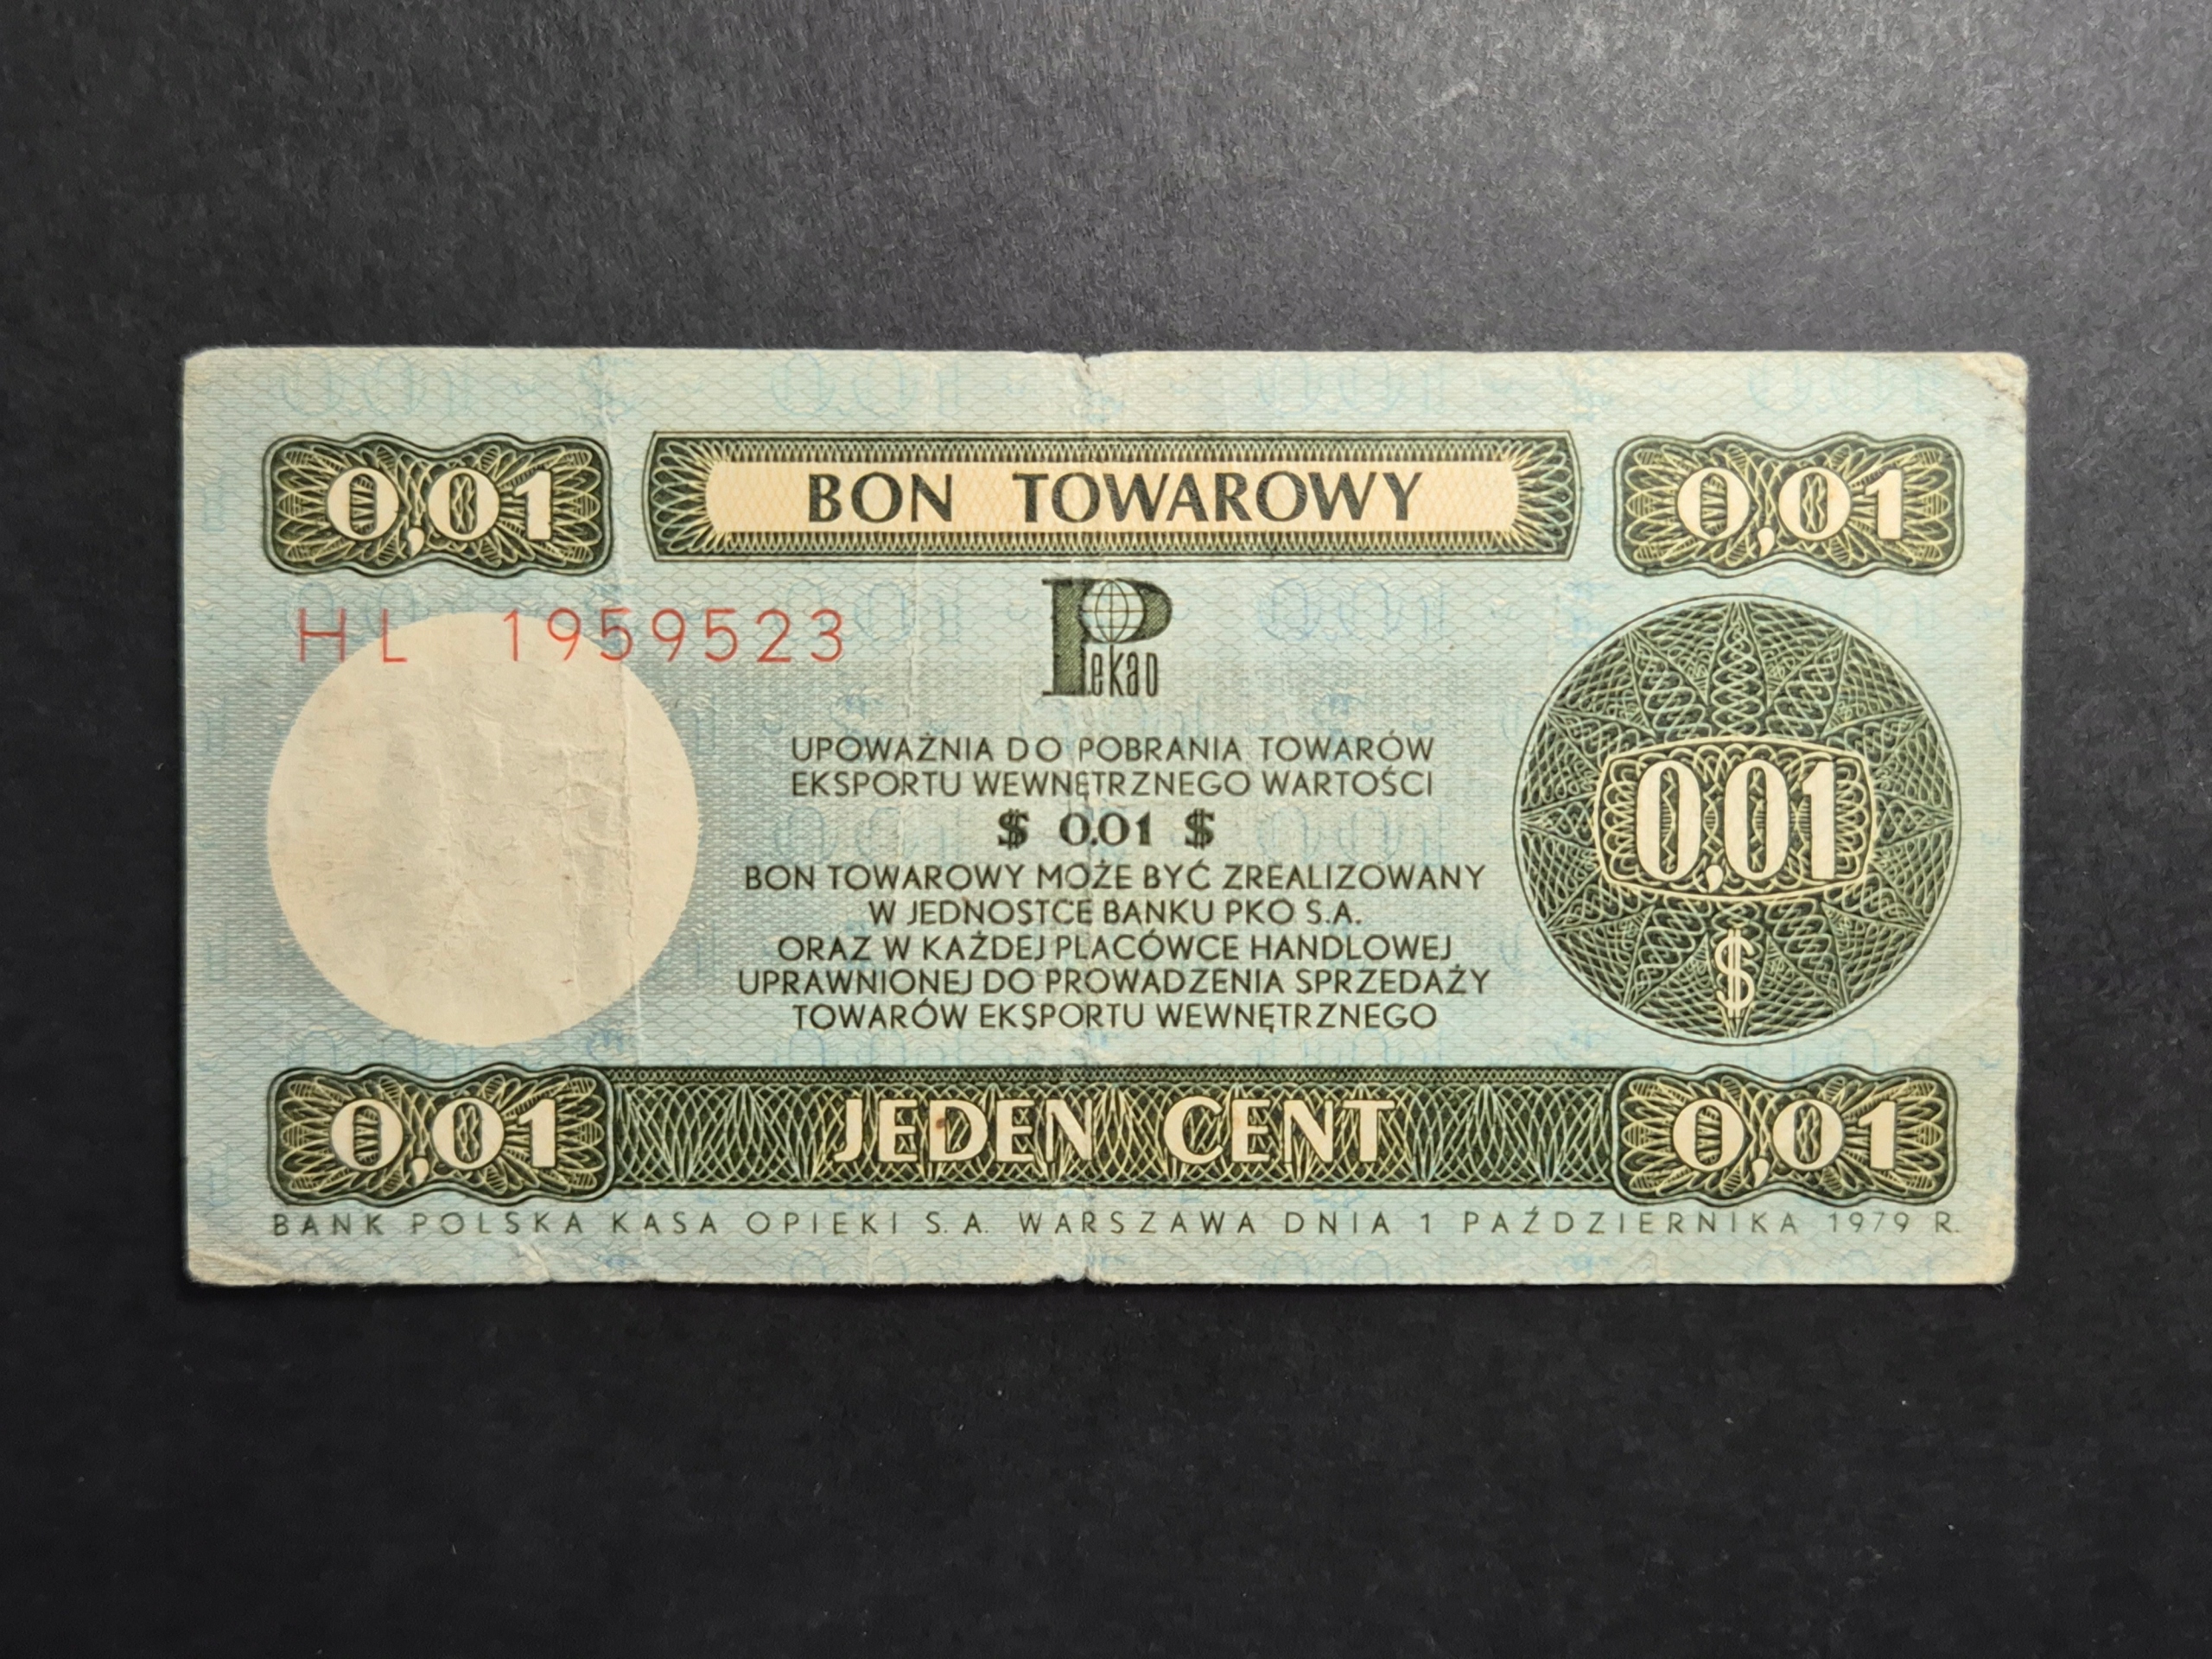 0,01 BON TOWAROWY 0,01
HL 1959523
Pekao
UPOWAŻNIA DO POBRANIA TOWARÓW
EKSPORTU WEWNĘTRZNEGO WARTOŚCI
$ 0.01 $
BON TOWAROWY MOŻE BYĆ ZREALIZOWANY
W JEDNOSTCE BANKU PKO S.A.
ORAZ W KAŻDEJ PLACÓWCE HANDLOWEJ
UPRAWNIONEJ DO PROWADZENIA SPRZEDAŻY
TOWARÓW EKSPORTU WEWNĘTRZNEGO
0,01
$
0,01 JEDEN CENT 0,01
BANK POLSKA KASA OPIEKI S.A. WARSZAWA DNIA 1 PAŹDZIERNIKA 1979 R.